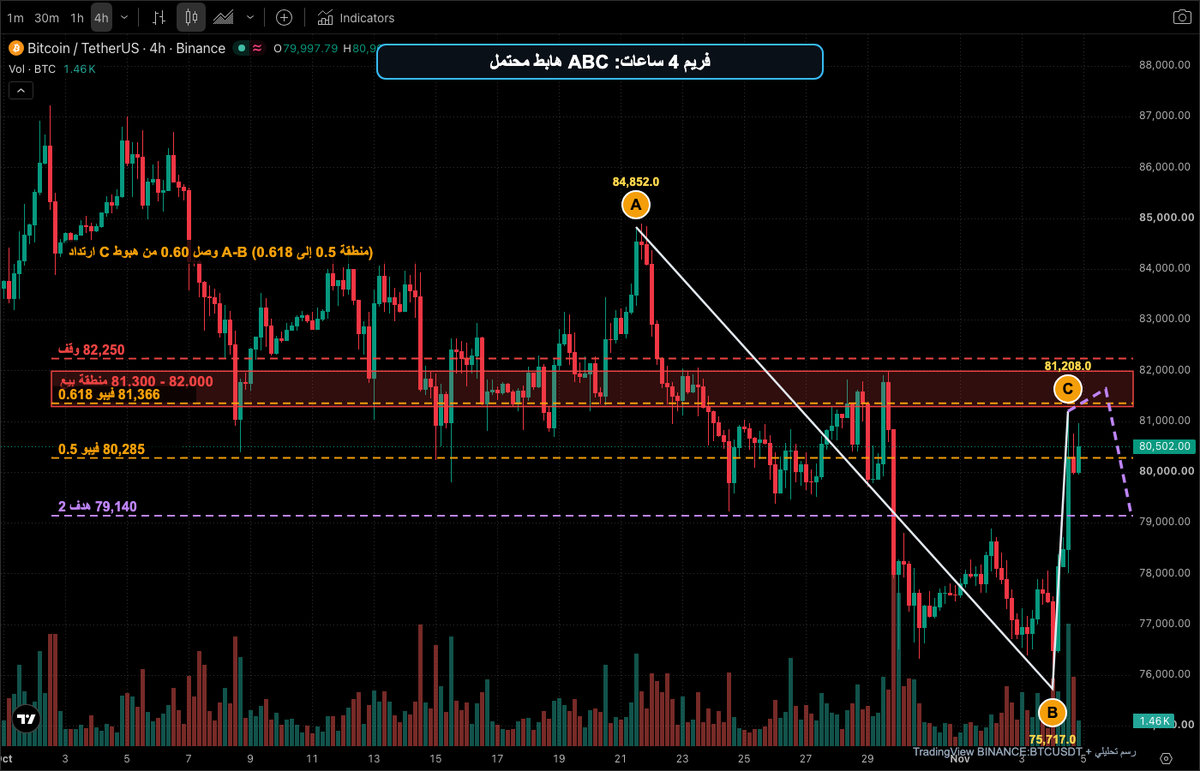 1m 30m 1h 4h Indicators
Bitcoin / TetherUS · 4h · Binance O79,997.79 H80,9
Vol · BTC 1.46 K
فريم 4 ساعات: ABC هابط محتمل
88,000.00
87,000.00
86,000.00
85,000.00
84,000.00
83,000.00
82,000.00
81,000.00
80,502.00
80,000.00
79,000.00
78,000.00
77,000.00
76,000.00
1.46 K
84,852.0
A
ارتداد C وصل 0.60 من هبوط A-B (منطقة 0.5 إلى 0.618)
وقف 82,250
81,208.0
C
منطقة بيع 81.300 - 82.000
0.618 فيبو 81,366
0.5 فيبو 80,285
هدف 2 79,140
B
75,717.0
رسم تحليلي + TradingView BINANCE:BTCUSDT
3 5 7 9 11 13 15 17 19 21 23 25 27 29 Nov 3 5